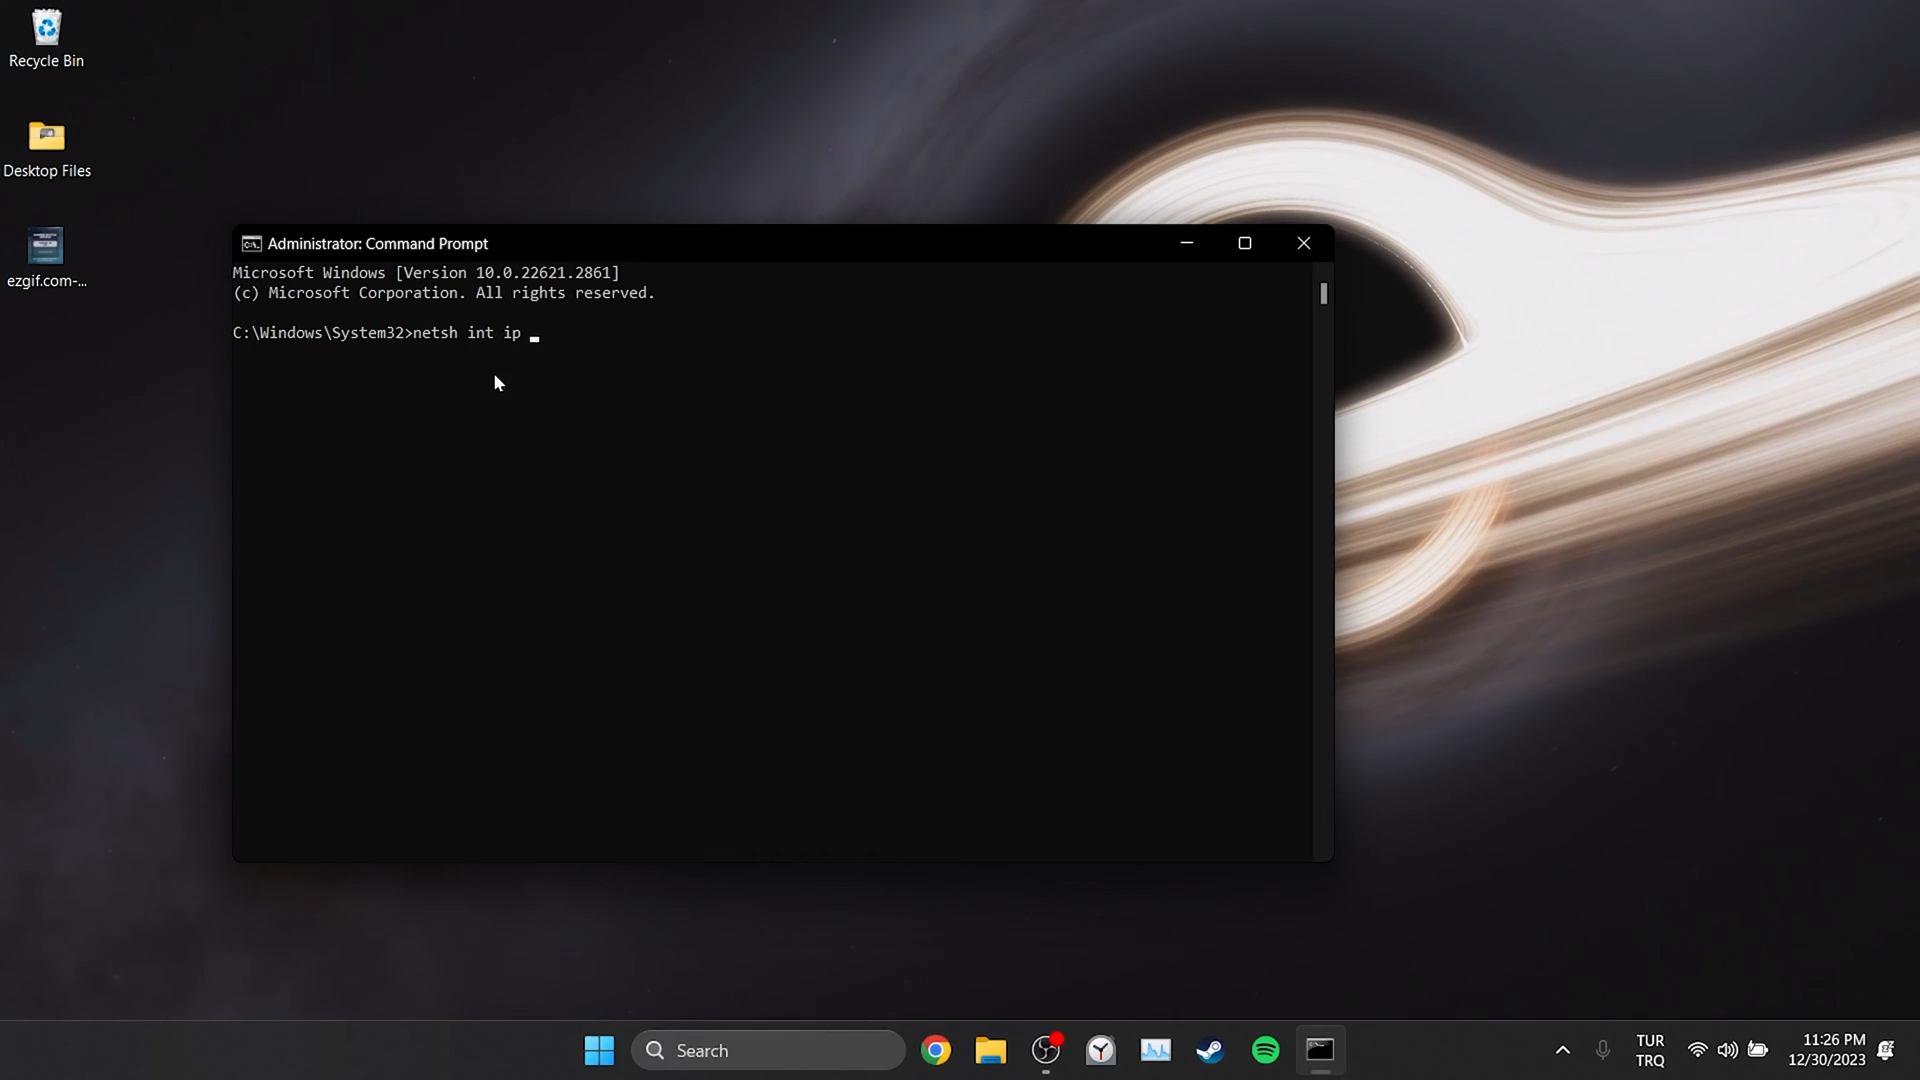 Recycle Bin
Desktop Files
ezgif.com-...
Administrator: Command Prompt
Microsoft Windows [Version 10.0.22621.2861]
(c) Microsoft Corporation. All rights reserved.
C:\Windows\System32>netsh int ip
Search
TUR
TRQ
11:26 PM
12/30/2023